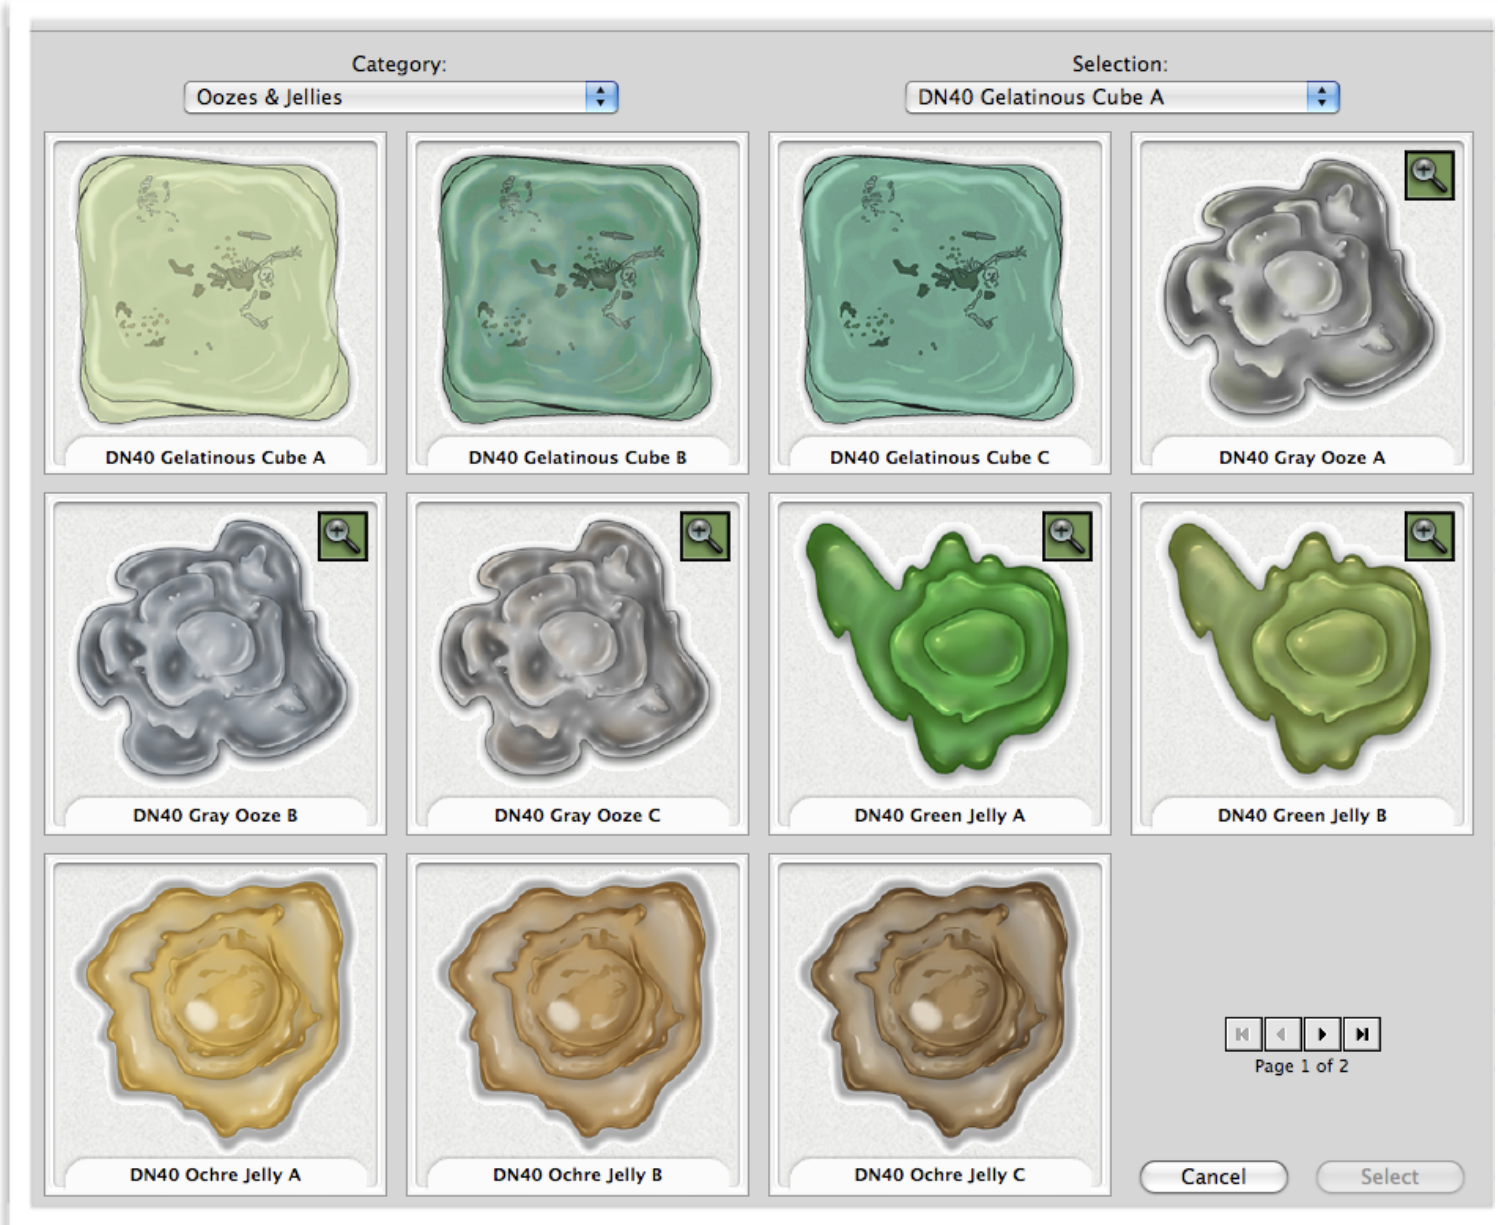 Category:
Selection:
Oozes & Jellies
DN40 Gelatinous Cube A
DN40 Gelatinous Cube A
DN40 Gelatinous Cube B
DN40 Gelatinous Cube C
DN40 Gray Ooze A
DN40 Gray Ooze B
DN40 Gray Ooze C
DN40 Green Jelly A
DN40 Green Jelly B
DN40 Ochre Jelly A
DN40 Ochre Jelly B
DN40 Ochre Jelly C
Page 1 of 2
Cancel
Select